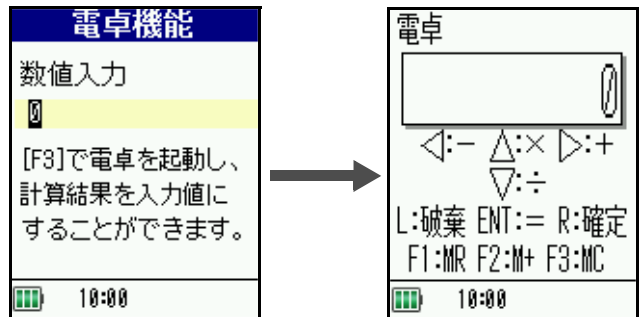 電卓機能
数値入力
0
[F3]で電卓を起動し、
計算結果を入力値に
することができます。
10:00
電卓
0
◁:− △:× ▷:+
▽:÷
L:破棄 ENT:= R:確定
F1:MR F2:M+ F3:MC
10:00